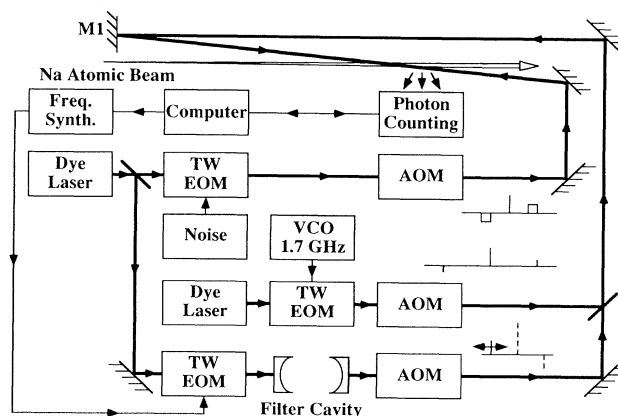 M1
Na Atomic Beam
Freq.
Synth.
Computer
Photon
Counting
Dye
Laser
TW
EOM
AOM
Noise
VCO
1.7 GHz
Dye
Laser
TW
EOM
AOM
TW
EOM
AOM
Filter Cavity